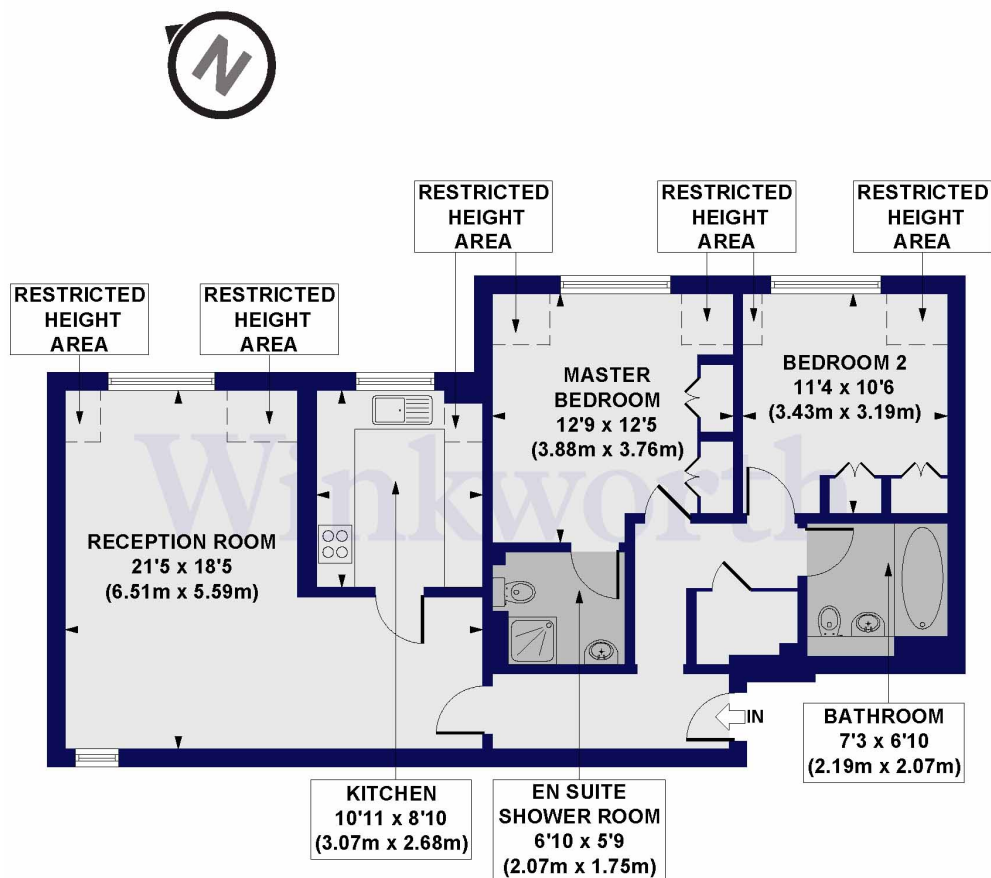 N
RESTRICTED
HEIGHT
AREA
RESTRICTED
HEIGHT
AREA
RESTRICTED
HEIGHT
AREA
RESTRICTED
HEIGHT
AREA
RESTRICTED
HEIGHT
AREA
MASTER
BEDROOM
12'9 x 12'5
(3.88m x 3.76m)
BEDROOM 2
11'4 x 10'6
(3.43m x 3.19m)
Winkworth
RECEPTION ROOM
21'5 x 18'5
(6.51m x 5.59m)
IN
KITCHEN
10'11 x 8'10
(3.07m x 2.68m)
EN SUITE
SHOWER ROOM
6'10 x 5'9
(2.07m x 1.75m)
BATHROOM
7'3 x 6'10
(2.19m x 2.07m)